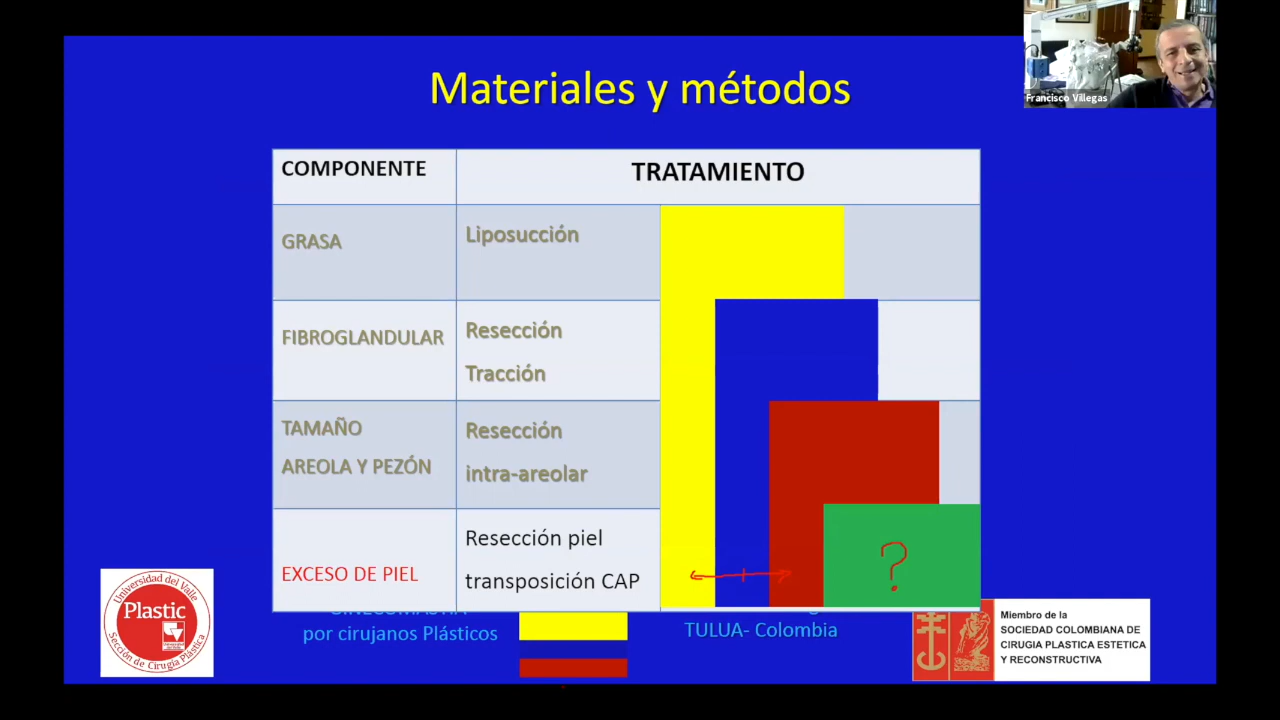 Materiales y métodos
Francisco Villegas
COMPONENTE
TRATAMIENTO
GRASA
Liposucción
FIBROGLANDULAR
Resección
Tracción
TAMAÑO
AREOLA Y PEZÓN
Resección
intra-areolar
EXCESO DE PIEL
Resección piel
transposición CAP
?
Universidad del Valle
Plastic
Sección de Cirugía Plástica
GINECOMASTIA
por cirujanos Plásticos
TULUA- Colombia
Miembro de la
SOCIEDAD COLOMBIANA DE
CIRUGIA PLASTICA ESTETICA
Y RECONSTRUCTIVA